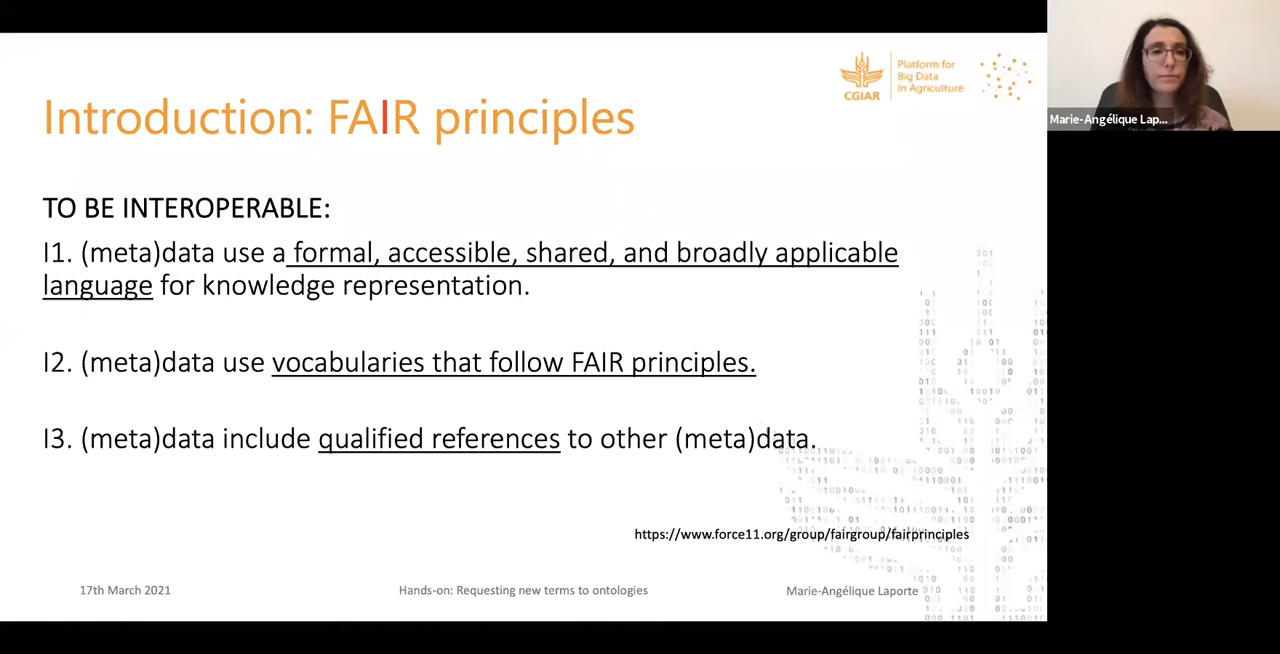 CGIAR
Platform for
Big Data
in Agriculture
Introduction: FAIR principles
Marie-Angélique Lap...
TO BE INTEROPERABLE:
I1. (meta)data use a formal, accessible, shared, and broadly applicable
language for knowledge representation.
I2. (meta)data use vocabularies that follow FAIR principles.
I3. (meta)data include qualified references to other (meta)data.
https://www.force11.org/group/fairgroup/fairprinciples
17th March 2021
Hands-on: Requesting new terms to ontologies
Marie-Angélique Laporte